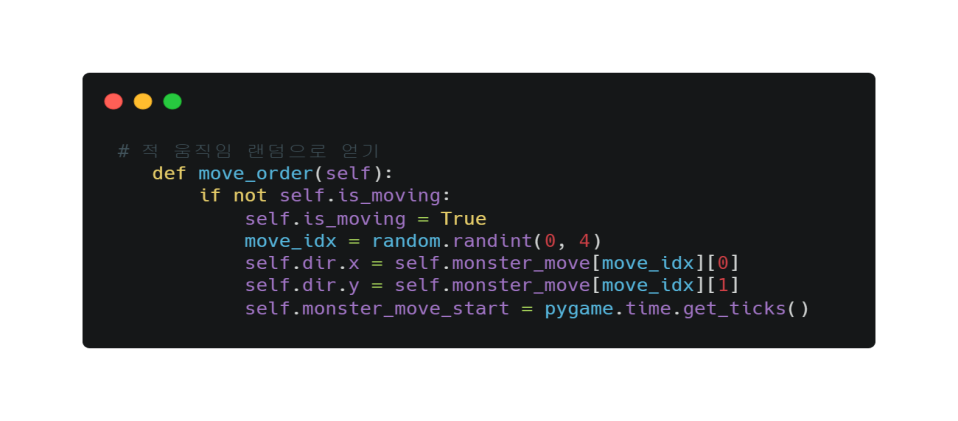 # 적 움직임 랜덤으로 얻기
def move_order(self):
if not self.is_moving:
self.is_moving = True
move_idx = random.randint(0, 4)
self.dir.x = self.monster_move[move_idx][0]
self.dir.y = self.monster_move[move_idx][1]
self.monster_move_start = pygame.time.get_ticks()